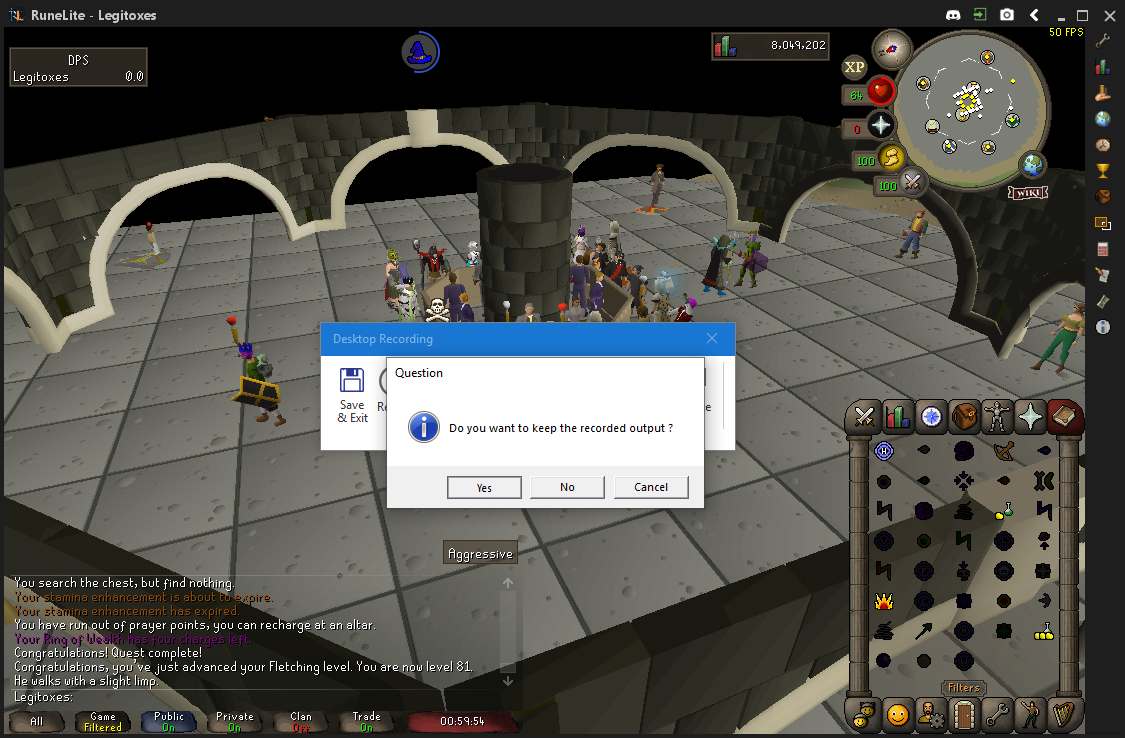 RuneLite - Legitoxes
50 FPS
DPS
Legitoxes 0.0
8,049,202
XP
64
0
100
100
WIKI
Desktop Recording
Save
& Exit
Question
Do you want to keep the recorded output ?
Yes No Cancel
Aggressive
You search the chest, but find nothing.
Your stamina enhancement is about to expire.
Your stamina enhancement has expired.
You have run out of prayer points, you can recharge at an altar.
Your Ring of Wealth has four charges left.
Congratulations! Quest complete!
Congratulations, you've just advanced your Fletching level. You are now level 81.
He walks with a slight limp.
Legitoxes:
Filters
All
Game
Filtered
Public
On
Private
On
Clan
Off
Trade
On
00:59:54